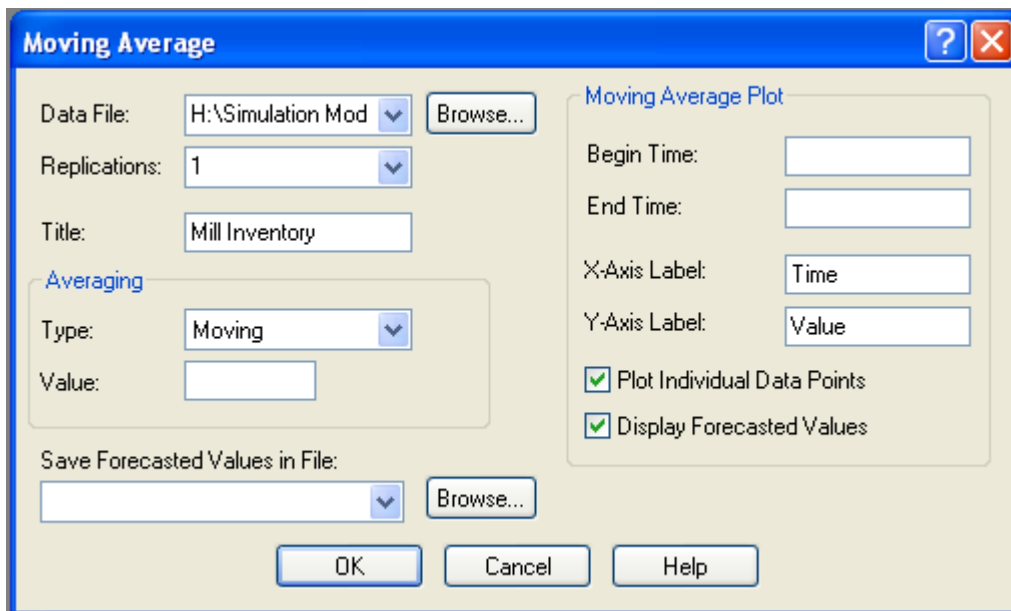 Moving Average
Data File: H:\Simulation Mod Browse...
Replications: 1
Title: Mill Inventory
Averaging
Type: Moving
Value:
Save Forecasted Values in File:
Browse...
Moving Average Plot
Begin Time:
End Time:
X-Axis Label: Time
Y-Axis Label: Value
Plot Individual Data Points
Display Forecasted Values
OK Cancel Help